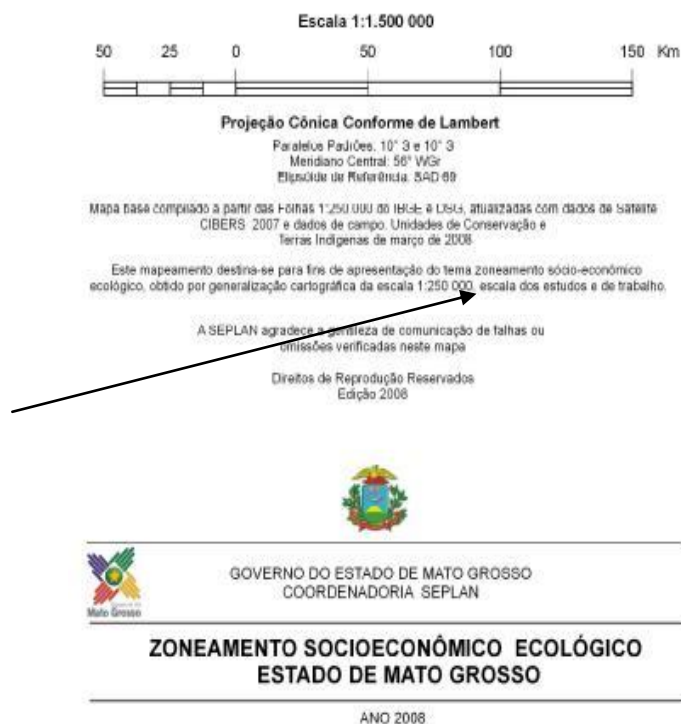 Escala 1:1.500 000
50 25 0 50 100 150 Km
Projeção Cônica Conforme de Lambert
Paralelos Padrões: 10° 3 e 10° 3
Meridiano Central: 56° WGr
Elipsóide de Referência: SAD 69
Mapa base compilado a partir das Folhas 1:250 000 do IBGE e DSG, atualizadas com dados de Satélite
CIBERS 2007 e dados de campo. Unidades de Conservação e
Terras Indígenas de março de 2008
Este mapeamento destina-se para fins de apresentação do tema zoneamento sócio-econômico
ecológico, obtido por generalização cartográfica da escala 1:250 000, escala dos estudos e de trabalho.
A SEPLAN agradece a gentileza de comunicação de falhas ou
omissões verificadas neste mapa
Direitos de Reprodução Reservados
Edição 2008
GOVERNO DO ESTADO DE MATO GROSSO
COORDENADORIA SEPLAN
Mato Grosso
ZONEAMENTO SOCIOECONÔMICO ECOLÓGICO
ESTADO DE MATO GROSSO
ANO 2008